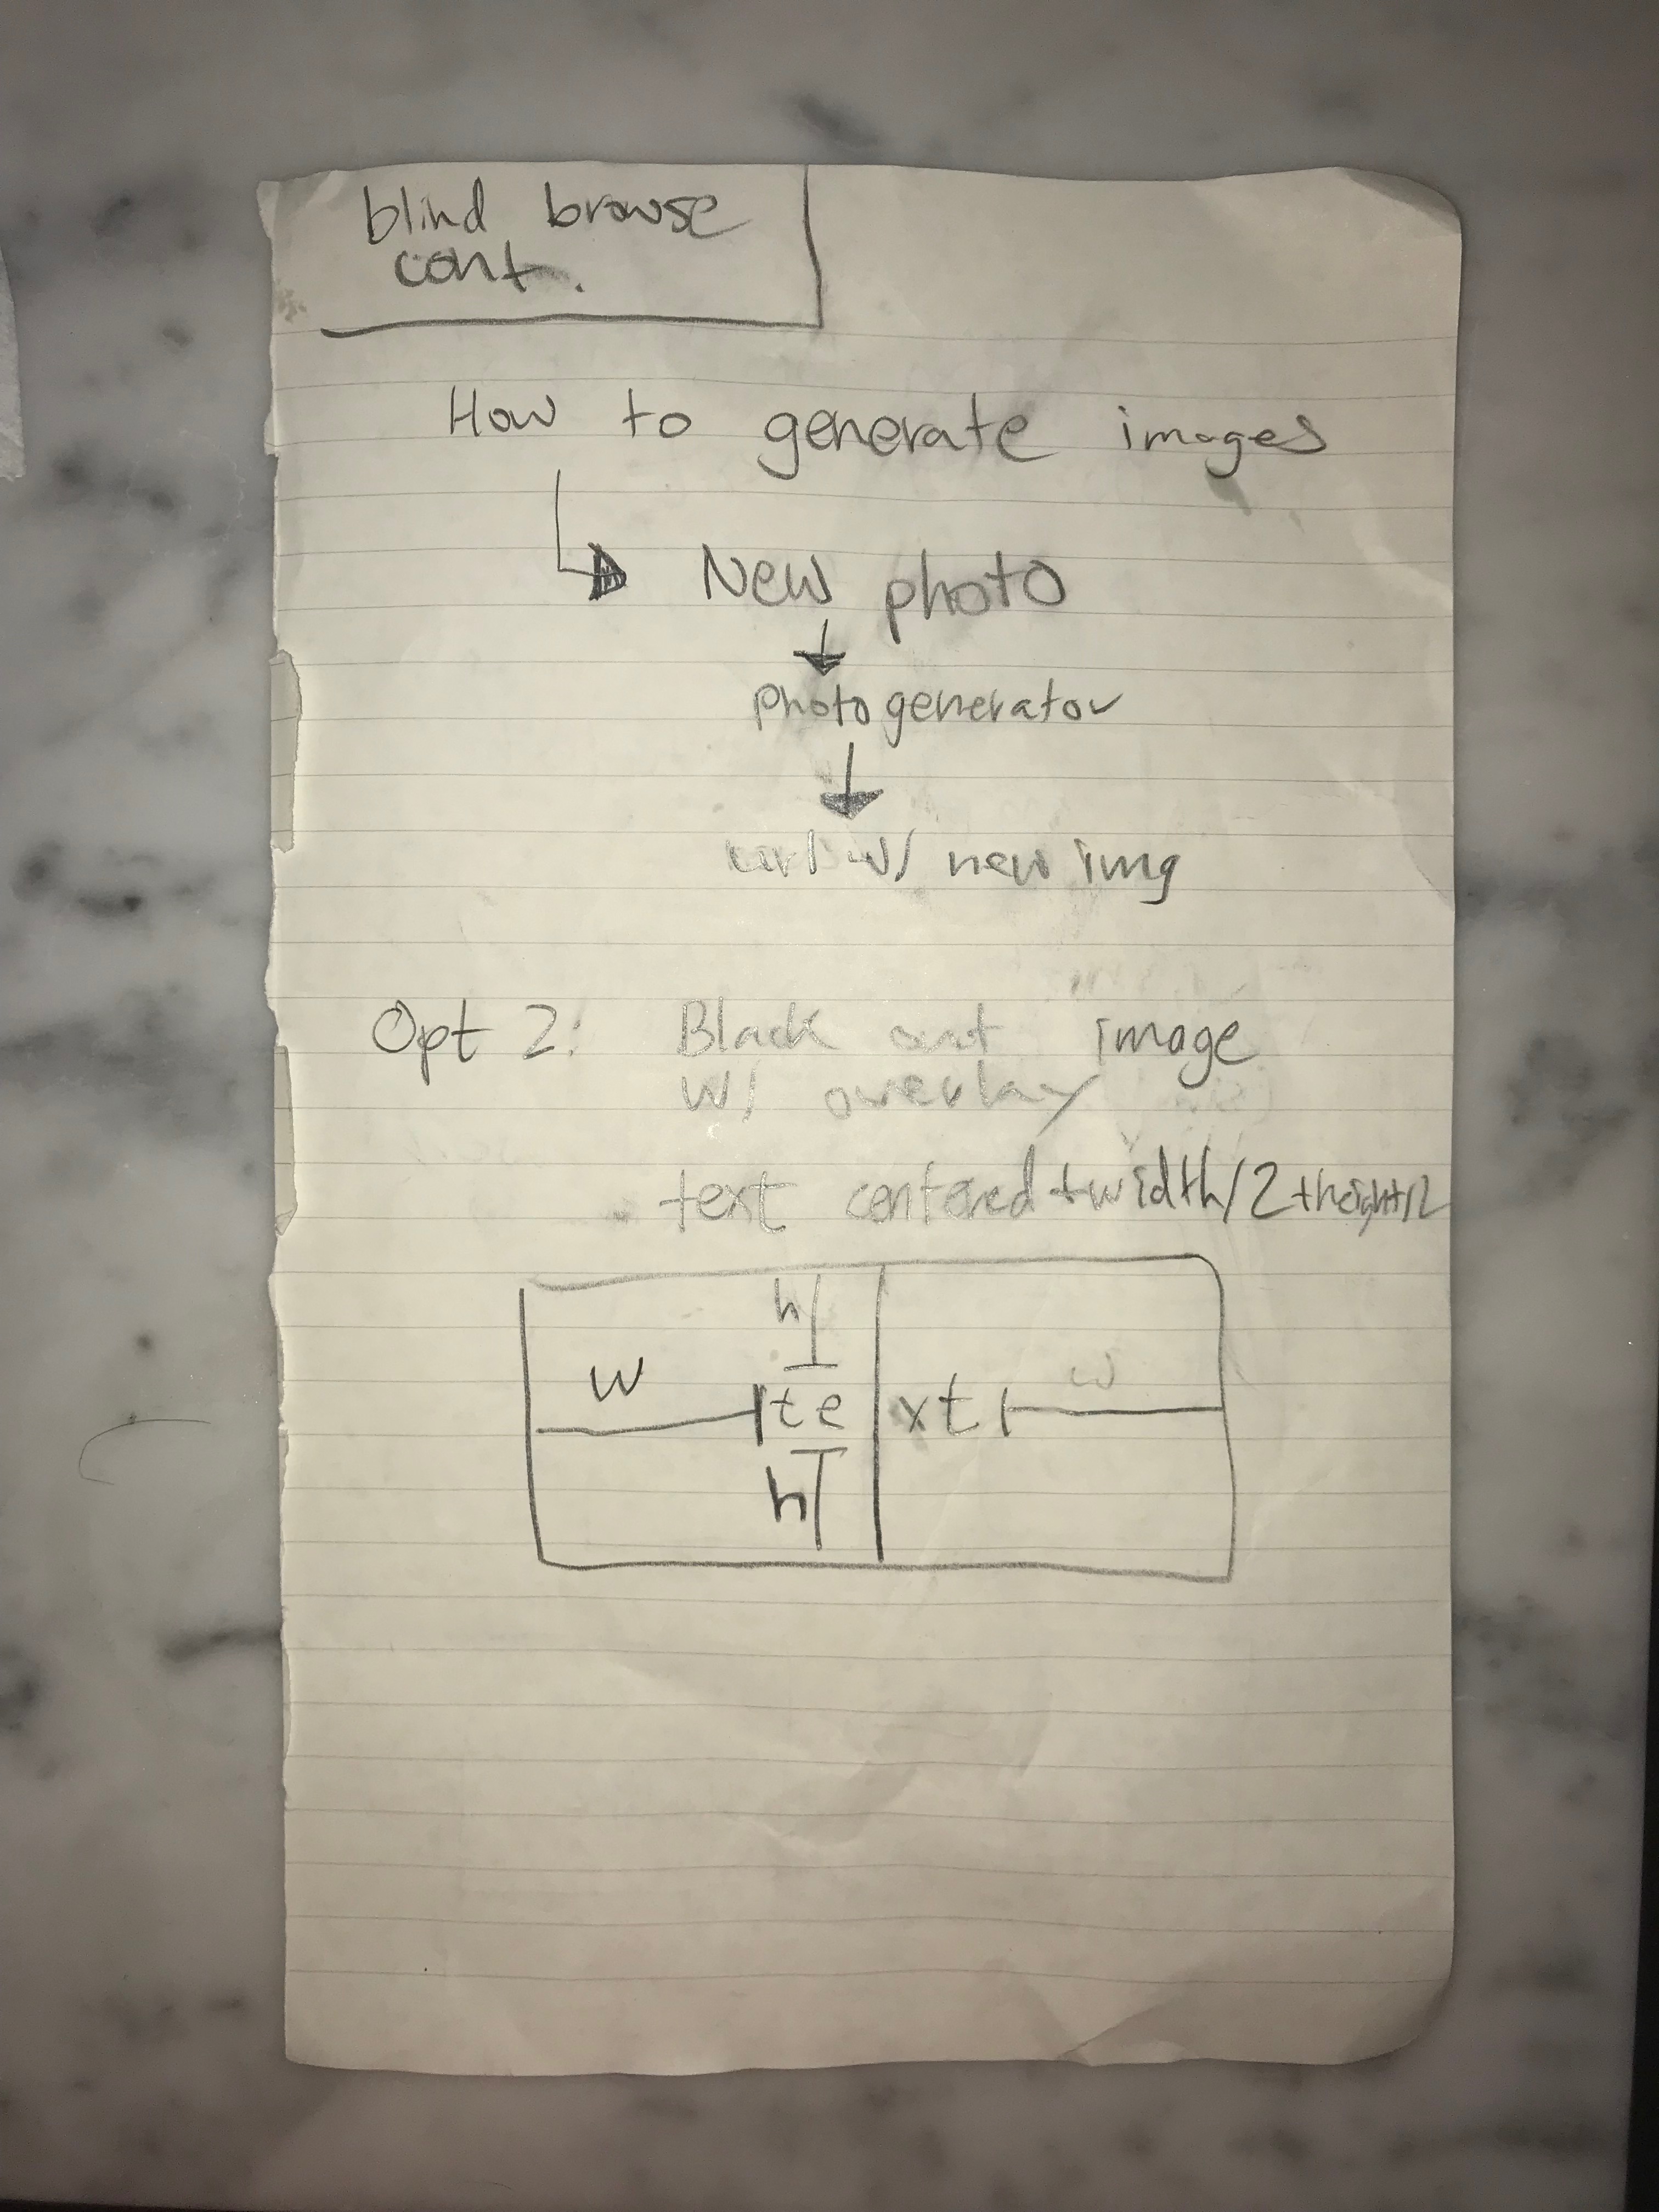 blind browse
cont.
How to generate images
New photo
photo generator
url w/ new img
Opt 2: Black out image
w/ overlay
text centered + width/2 + height/2
h
w te xt w
h